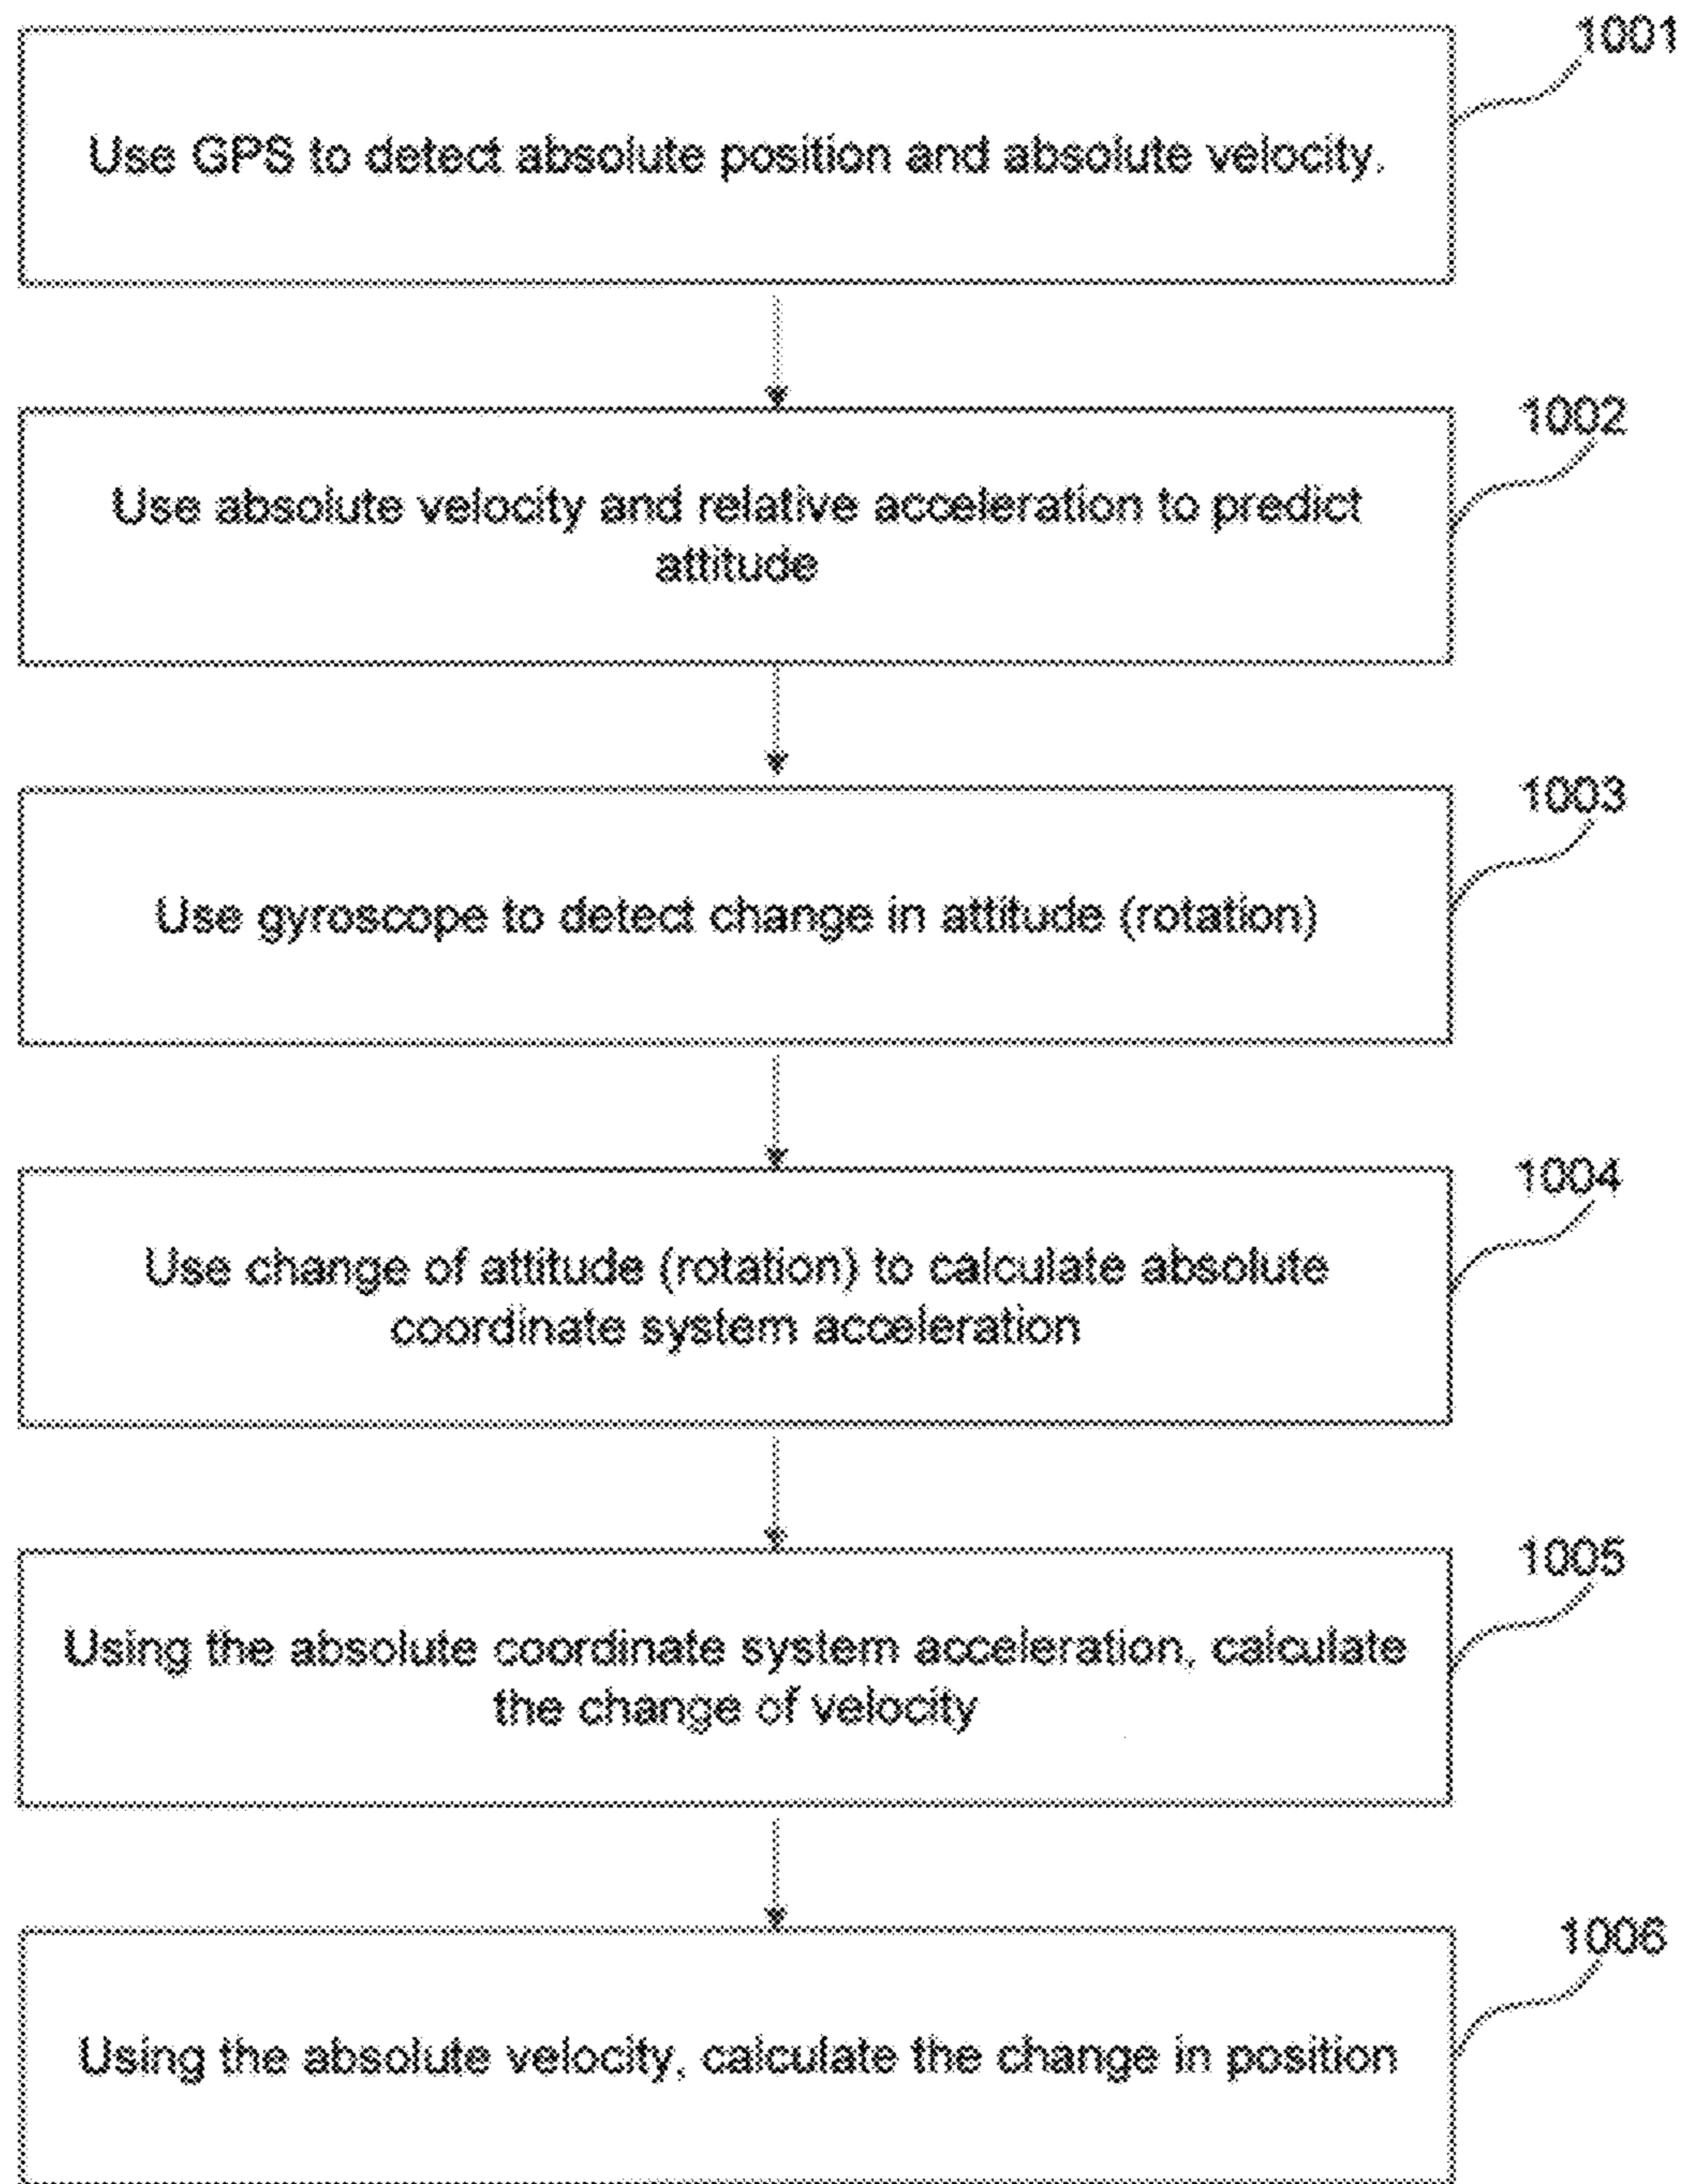 1001
Use GPS to detect absolute position and absolute velocity.
1002
Use absolute velocity and relative acceleration to predict
attitude
1003
Use gyroscope to detect change in attitude (rotation)
1004
Use change of attitude (rotation) to calculate absolute
coordinate system acceleration
1005
Using the absolute coordinate system acceleration, calculate
the change of velocity
1006
Using the absolute velocity, calculate the change in position